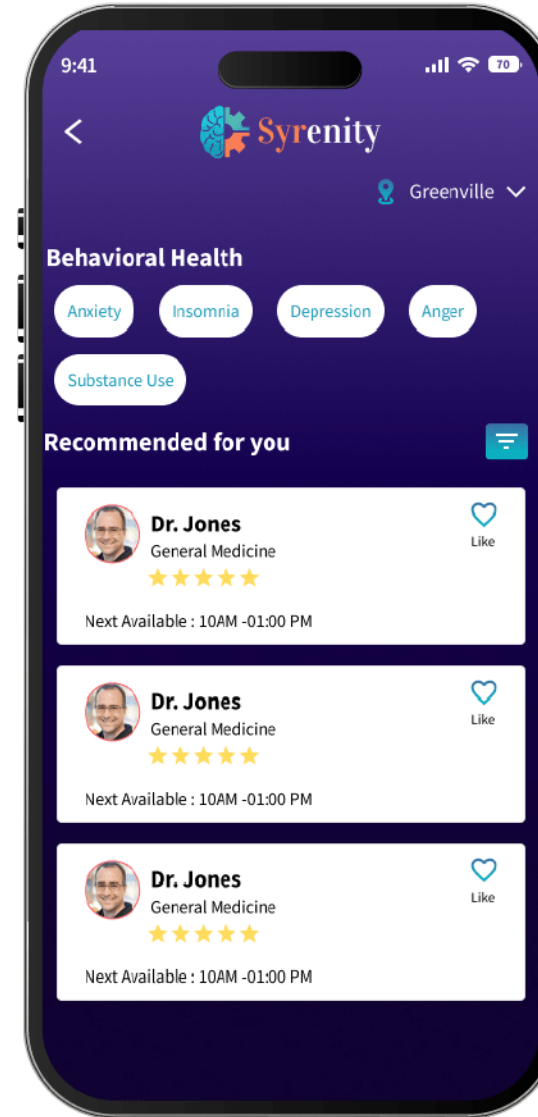 9:41
70
Syrenity
Greenville
Behavioral Health
Anxiety Insomnia Depression Anger
Substance Use
Recommended for you
Dr. Jones
Like
General Medicine
Next Available : 10AM -01:00 PM
Dr. Jones
Like
General Medicine
Next Available : 10AM -01:00 PM
Dr. Jones
Like
General Medicine
Next Available : 10AM -01:00 PM